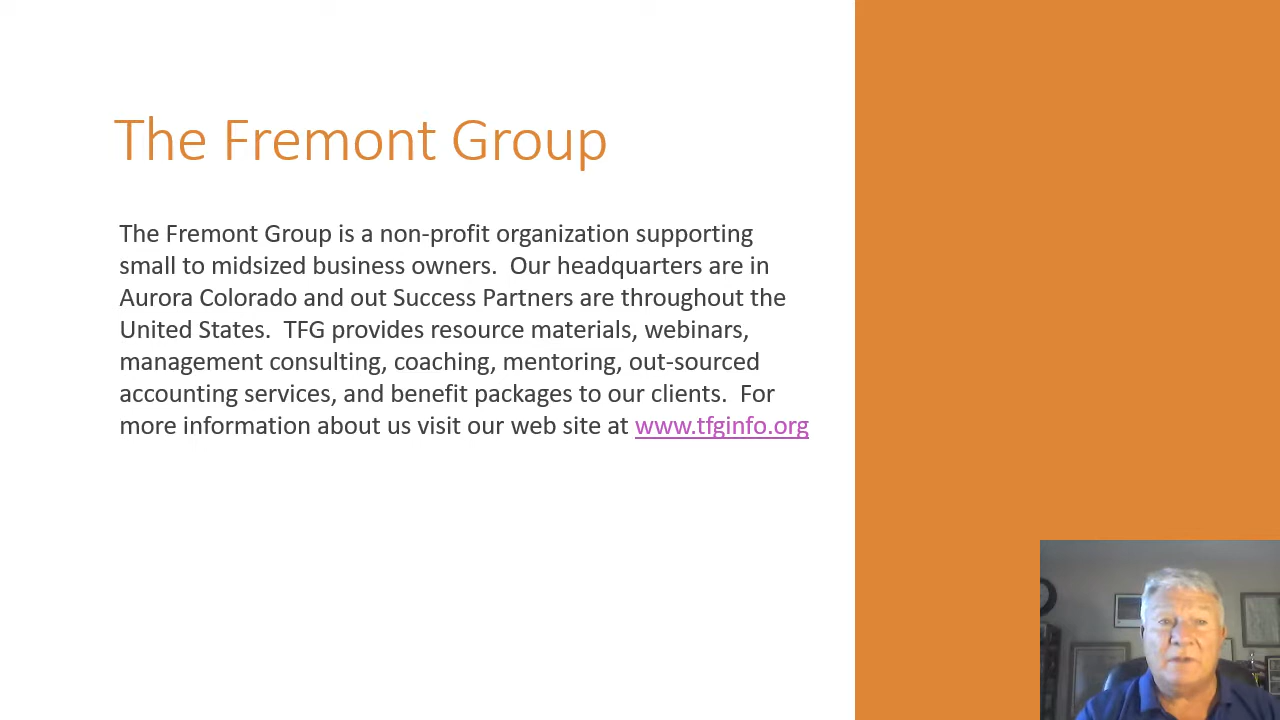 The Fremont Group
The Fremont Group is a non-profit organization supporting
small to midsized business owners.  Our headquarters are in
Aurora Colorado and out Success Partners are throughout the
United States.  TFG provides resource materials, webinars,
management consulting, coaching, mentoring, out-sourced
accounting services, and benefit packages to our clients.  For
more information about us visit our web site at www.tfginfo.org